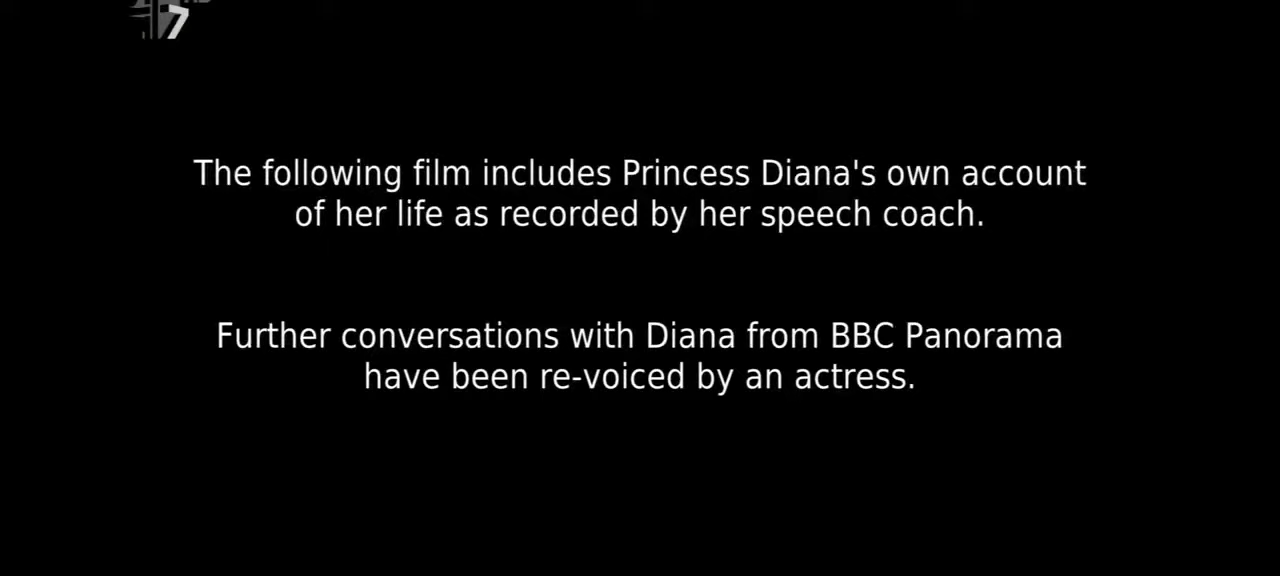 7
The following film includes Princess Diana's own account
of her life as recorded by her speech coach.
Further conversations with Diana from BBC Panorama
have been re-voiced by an actress.